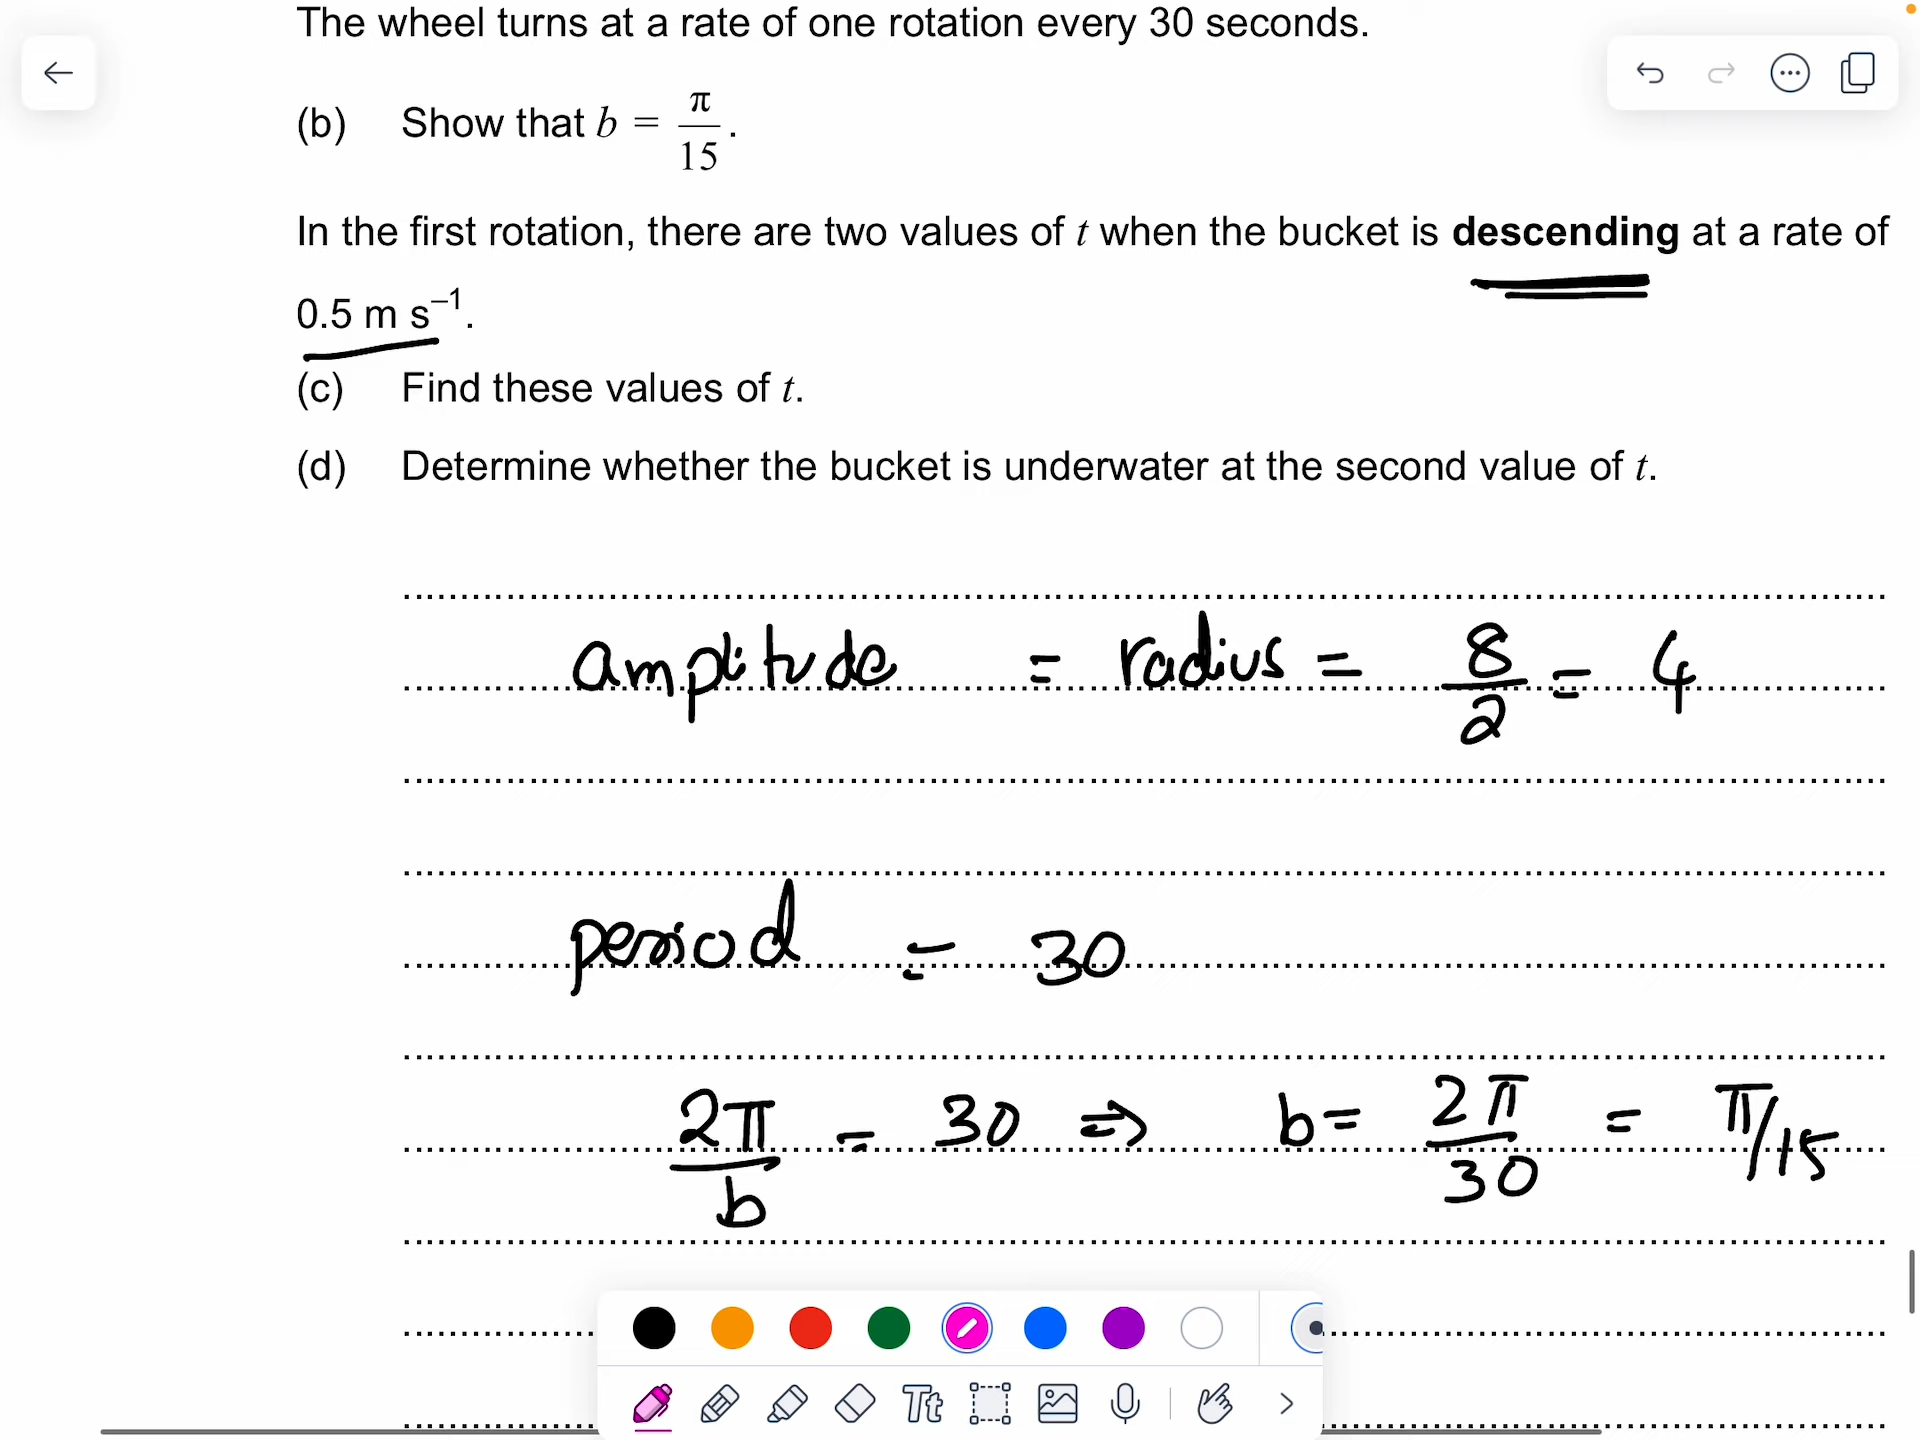 The wheel turns at a rate of one rotation every 30 seconds.
(b) Show that b = π/15.
In the first rotation, there are two values of t when the bucket is descending at a rate of
0.5 m s⁻¹.
(c) Find these values of t.
(d) Determine whether the bucket is underwater at the second value of t.
amplitude = radius = 8/2 = 4
period = 30
2π/b = 30 ⇒ b = 2π/30 = π/15
Tt